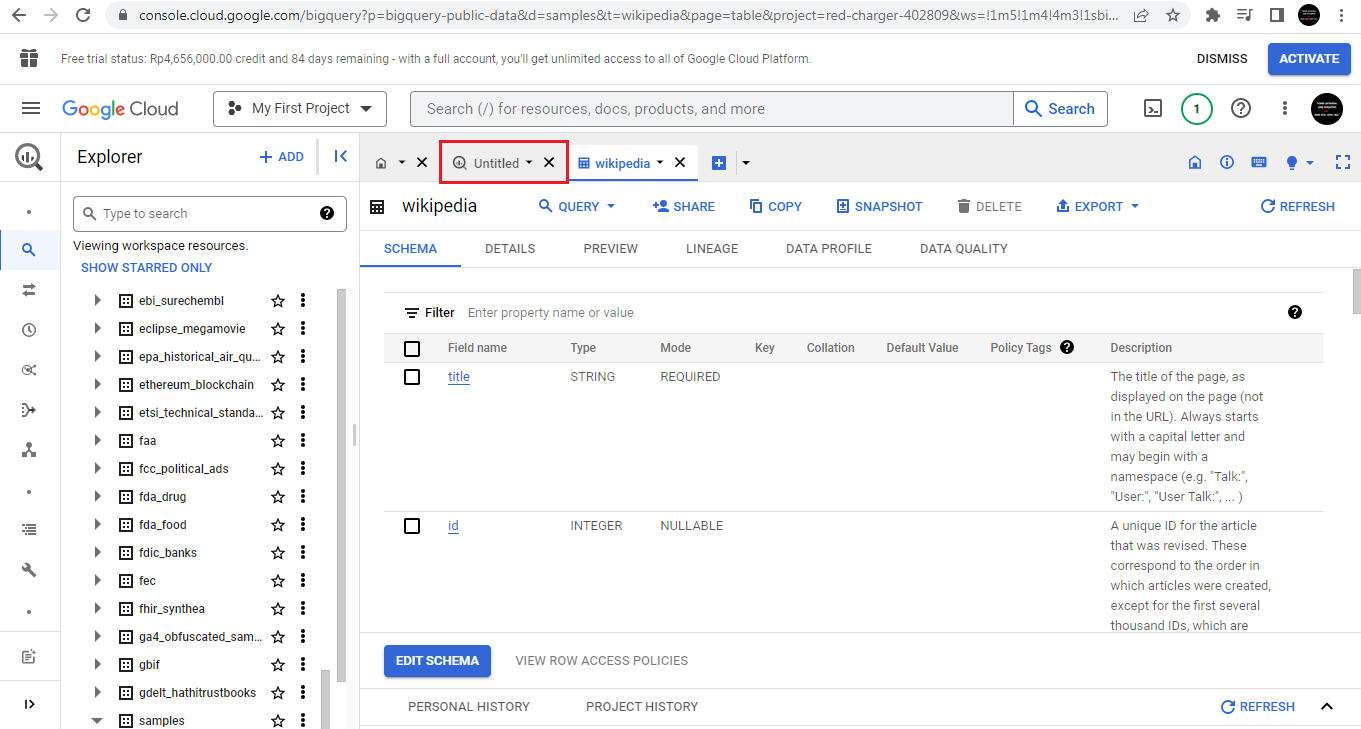 console.cloud.google.com/bigquery?p=bigquery-public-data&d=samples&t=wikipedia&page=table&project=red-charger-402809&ws=!1m5!1m4!4m3!1sbi...
Free trial status: Rp4,656,000.00 credit and 84 days remaining - with a full account, you'll get unlimited access to all of Google Cloud Platform.
DISMISS
ACTIVATE
Google Cloud
My First Project
Search (/) for resources, docs, products, and more
Search
1
Explorer
+ ADD
Untitled
wikipedia
Type to search
Viewing workspace resources.
SHOW STARRED ONLY
ebi_surechembl
eclipse_megamovie
epa_historical_air_qu...
ethereum_blockchain
etsi_technical_standa...
faa
fcc_political_ads
fda_drug
fda_food
fdic_banks
fec
fhir_synthea
ga4_obfuscated_sam...
gbif
gdelt_hathitrustbooks
samples
wikipedia
QUERY
SHARE
COPY
SNAPSHOT
DELETE
EXPORT
REFRESH
SCHEMA
DETAILS
PREVIEW
LINEAGE
DATA PROFILE
DATA QUALITY
Filter
Enter property name or value
Field name
Type
Mode
Key
Collation
Default Value
Policy Tags
Description
title
STRING
REQUIRED
The title of the page, as
displayed on the page (not
in the URL). Always starts
with a capital letter and
may begin with a
namespace (e.g. "Talk:",
"User:", "User Talk:", ... )
id
INTEGER
NULLABLE
A unique ID for the article
that was revised. These
correspond to the order in
which articles were created,
except for the first several
thousand IDs, which are
EDIT SCHEMA
VIEW ROW ACCESS POLICIES
PERSONAL HISTORY
PROJECT HISTORY
REFRESH